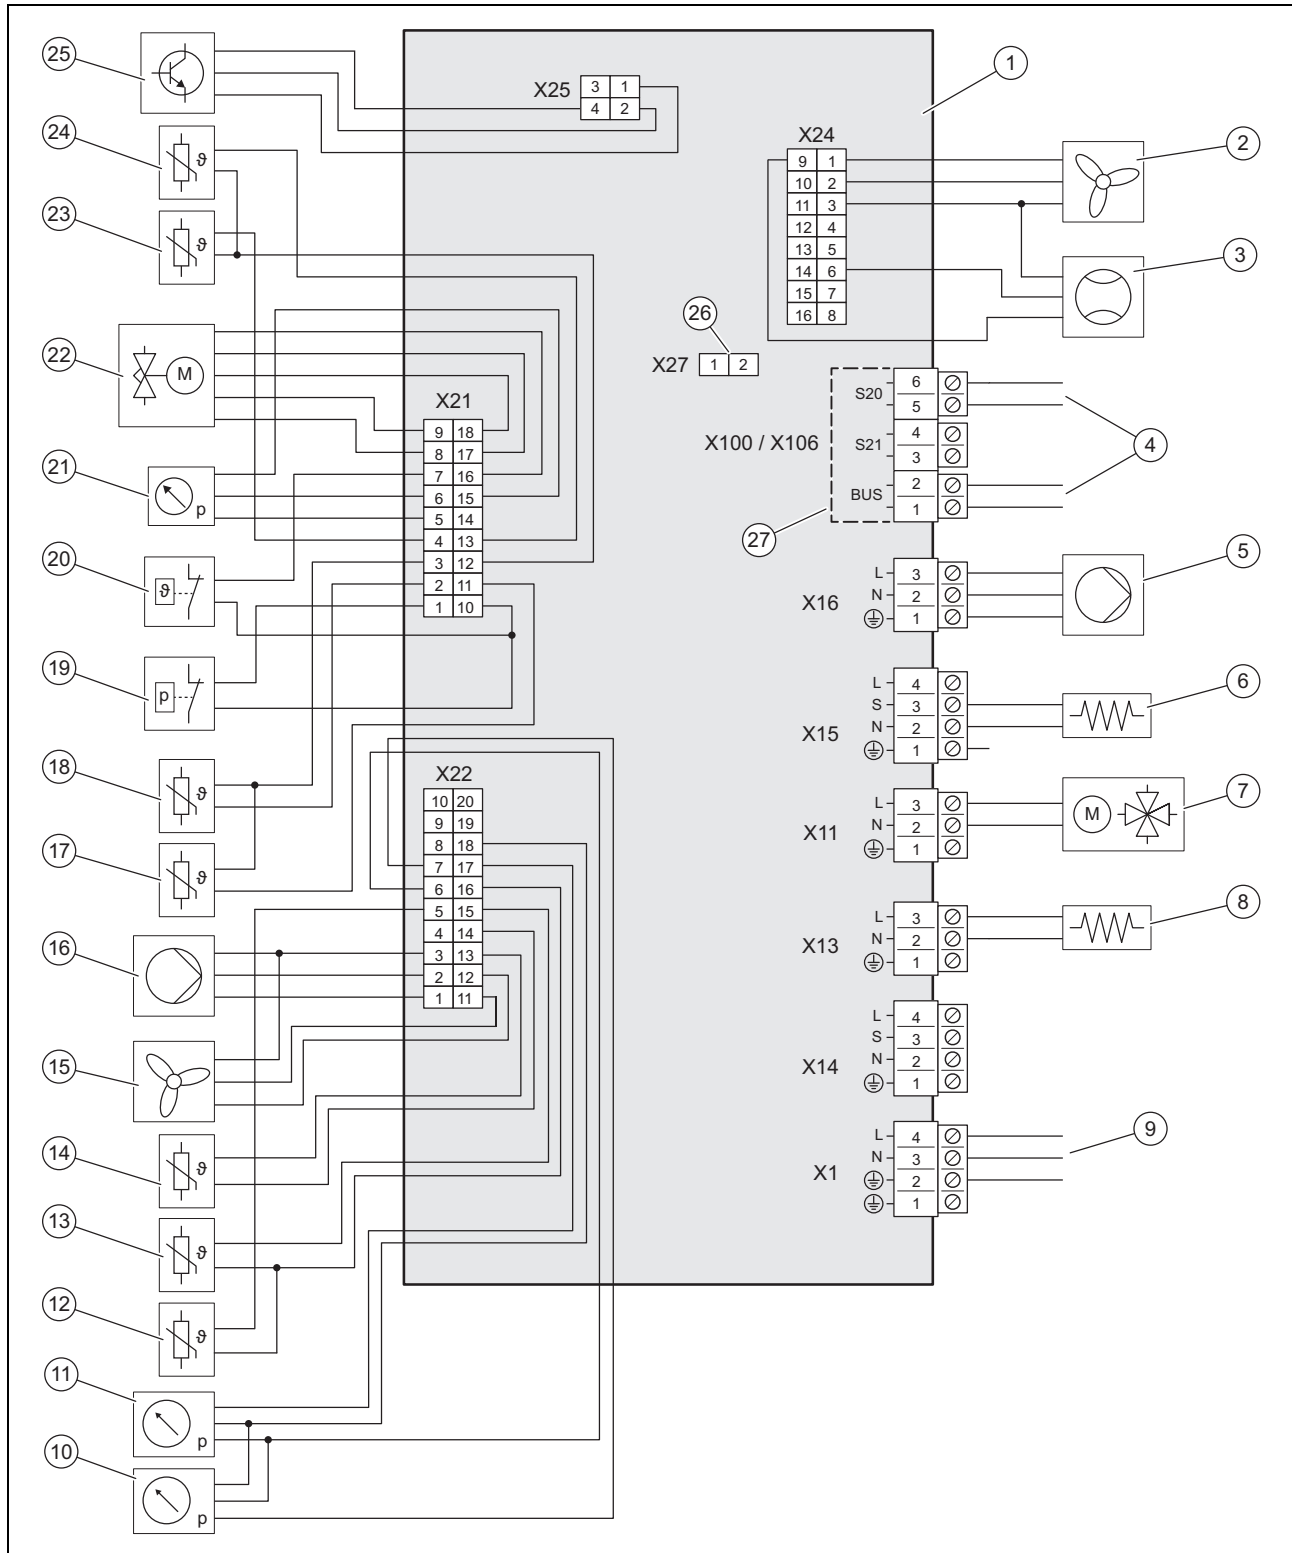 25
X25
3 1
4 2
1
24
X24
9 1
10 2
11 3
12 4
13 5
14 6
15 7
16 8
2
ϑ
23
ϑ
3
26
X27 1 2
22
M
X21
9 18
8 17
7 16
6 15
5 14
4 13
3 12
2 11
1 10
X100 / X106
S20
6
5
S21
4
3
BUS
2
1
4
27
21
p
20
ϑ
X16
L 3
N 2
1
5
19
p
X15
L 4
S 3
N 2
1
6
18
ϑ
X22
10 20
9 19
8 18
7 17
6 16
5 15
4 14
3 13
2 12
1 11
X11
L 3
N 2
1
M
7
17
ϑ
16
X13
L 3
N 2
1
8
15
X14
L 4
S 3
N 2
1
14
ϑ
X1
L 4
N 3
2
1
9
13
ϑ
12
ϑ
11
p
10
p